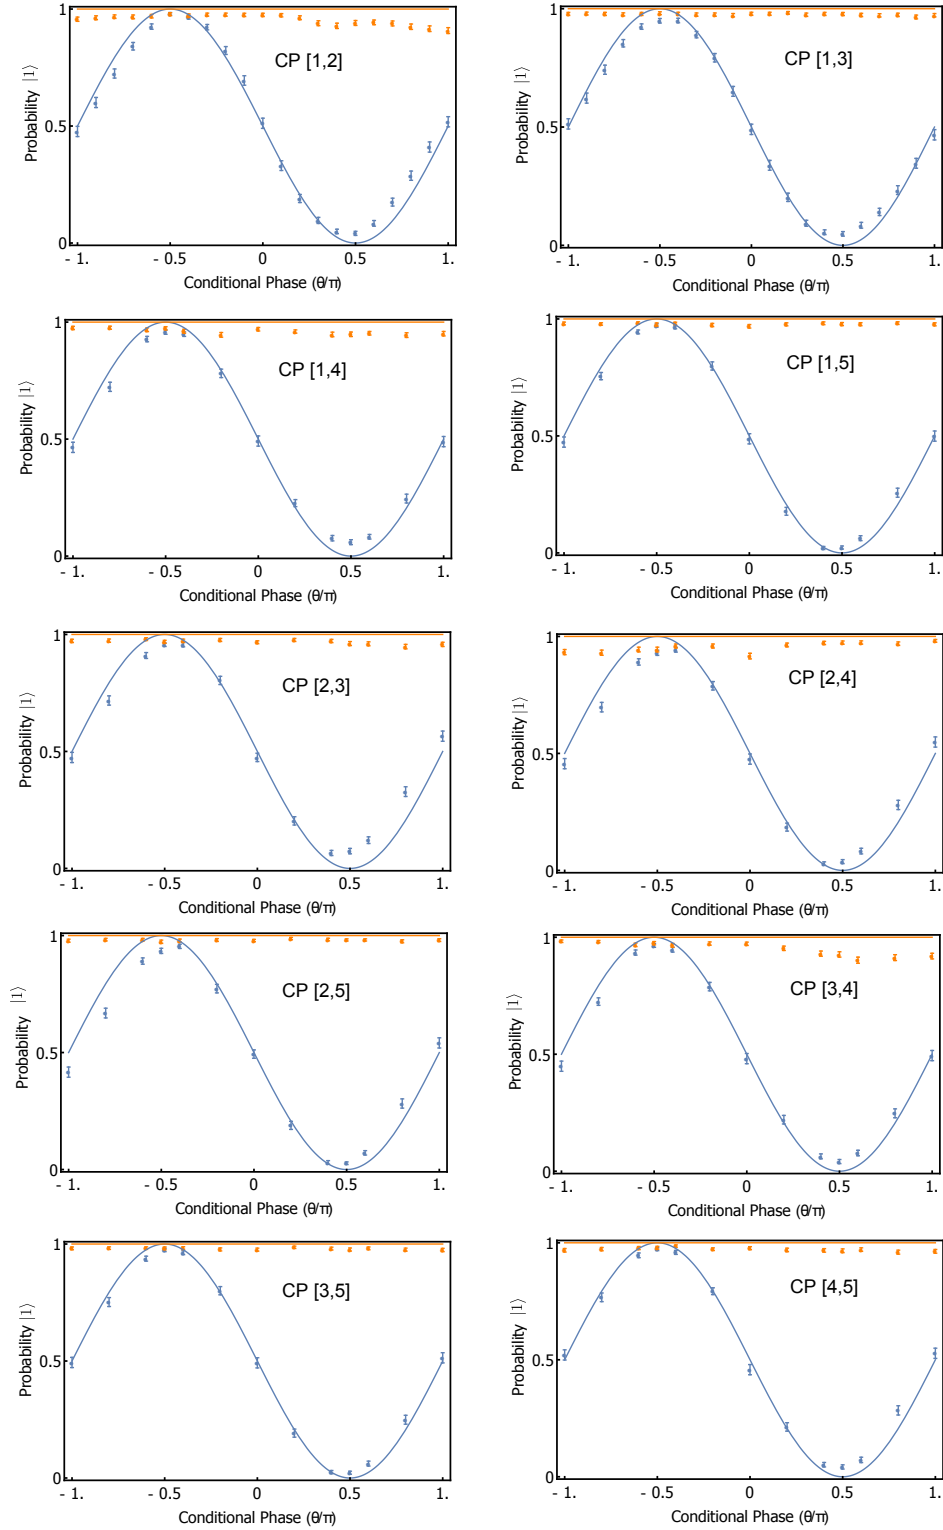 Probability |1⟩
1
0.5
0
CP [1,2]
- 1.
- 0.5
0
0.5
1.
Conditional Phase (θ/π)
Probability |1⟩
1
0.5
0
CP [1,3]
- 1.
- 0.5
0
0.5
1.
Conditional Phase (θ/π)
Probability |1⟩
1
0.5
0
CP [1,4]
- 1.
- 0.5
0
0.5
1.
Conditional Phase (θ/π)
Probability |1⟩
1
0.5
0
CP [1,5]
- 1.
- 0.5
0
0.5
1.
Conditional Phase (θ/π)
Probability |1⟩
1
0.5
0
CP [2,3]
- 1.
- 0.5
0
0.5
1.
Conditional Phase (θ/π)
Probability |1⟩
1
0.5
0
CP [2,4]
- 1.
- 0.5
0
0.5
1.
Conditional Phase (θ/π)
Probability |1⟩
1
0.5
0
CP [2,5]
- 1.
- 0.5
0
0.5
1.
Conditional Phase (θ/π)
Probability |1⟩
1
0.5
0
CP [3,4]
- 1.
- 0.5
0
0.5
1.
Conditional Phase (θ/π)
Probability |1⟩
1
0.5
0
CP [3,5]
- 1.
- 0.5
0
0.5
1.
Conditional Phase (θ/π)
Probability |1⟩
1
0.5
0
CP [4,5]
- 1.
- 0.5
0
0.5
1.
Conditional Phase (θ/π)